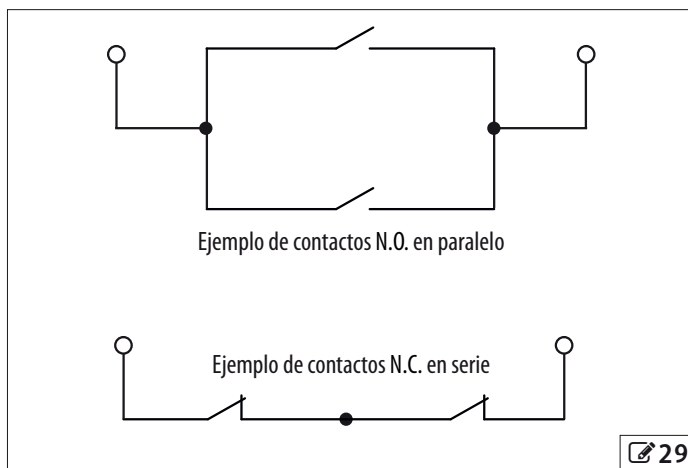 Ejemplo de contactos N.O. en paralelo
Ejemplo de contactos N.C. en serie
29